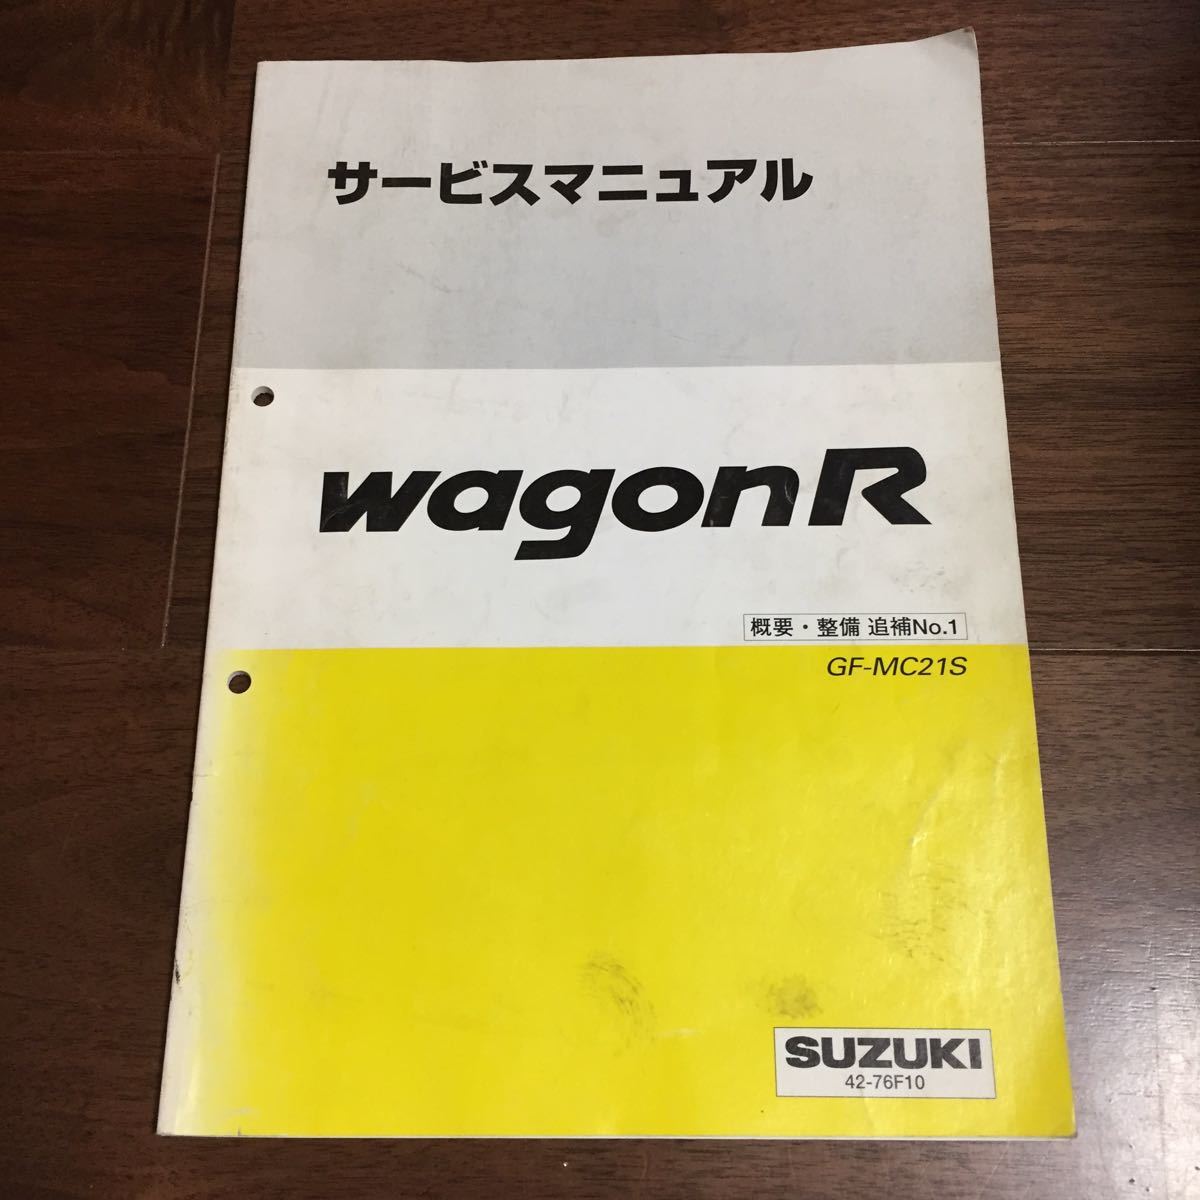 サービスマニュアル
wagonR
概要・整備 追補No.1
GF-MC21S
SUZUKI
42-76F10